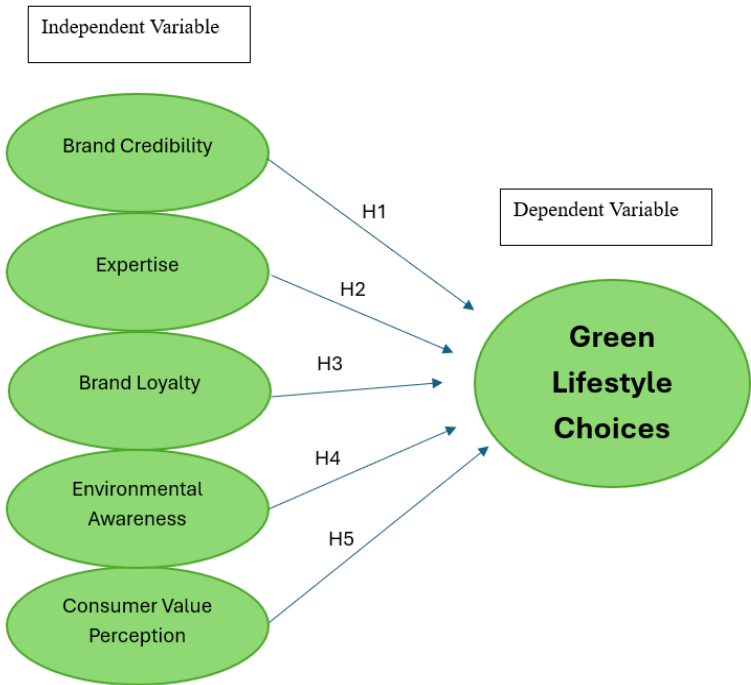 Independent Variable
Brand Credibility
H1
Dependent Variable
Expertise
H2
Green
Lifestyle
Choices
H3
Brand Loyalty
H4
Environmental
Awareness
H5
Consumer Value
Perception